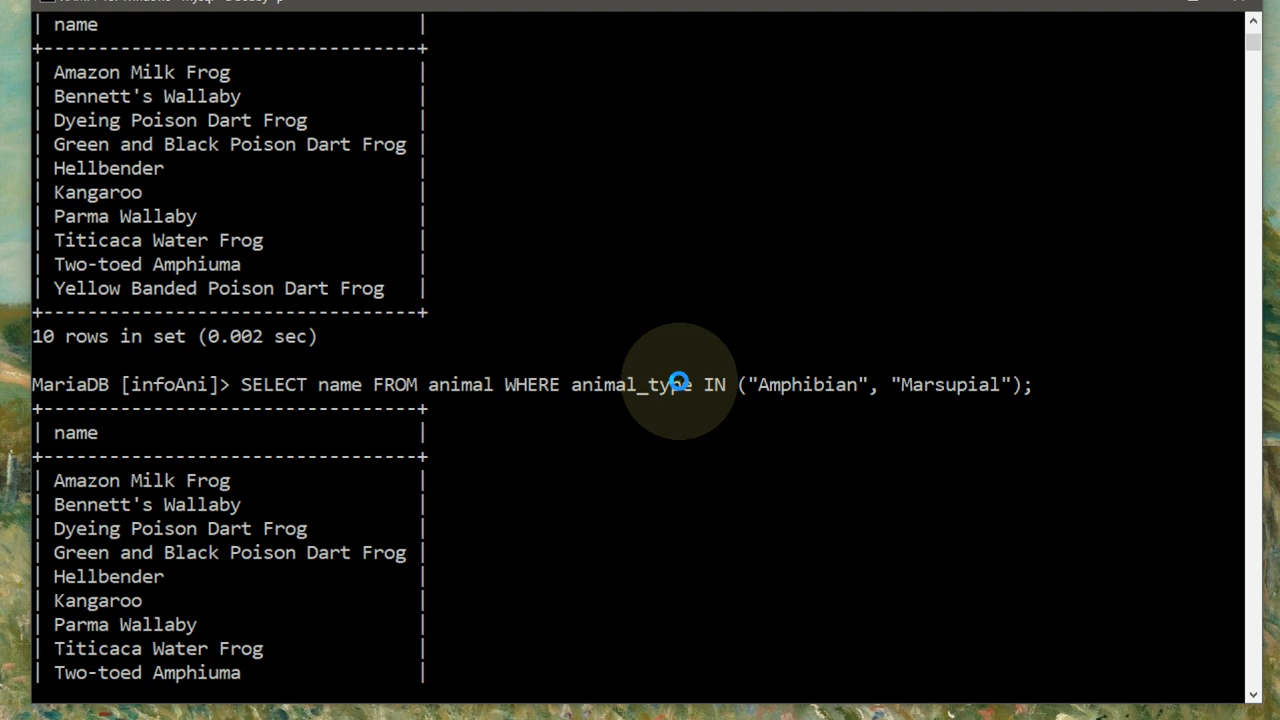 | name |
+----------------------------------+
| Amazon Milk Frog |
| Bennett's Wallaby |
| Dyeing Poison Dart Frog |
| Green and Black Poison Dart Frog |
| Hellbender |
| Kangaroo |
| Parma Wallaby |
| Titicaca Water Frog |
| Two-toed Amphiuma |
| Yellow Banded Poison Dart Frog |
+----------------------------------+
10 rows in set (0.002 sec)
MariaDB [infoAni]> SELECT name FROM animal WHERE animal_type IN ("Amphibian", "Marsupial");
+----------------------------------+
| name |
+----------------------------------+
| Amazon Milk Frog |
| Bennett's Wallaby |
| Dyeing Poison Dart Frog |
| Green and Black Poison Dart Frog |
| Hellbender |
| Kangaroo |
| Parma Wallaby |
| Titicaca Water Frog |
| Two-toed Amphiuma |